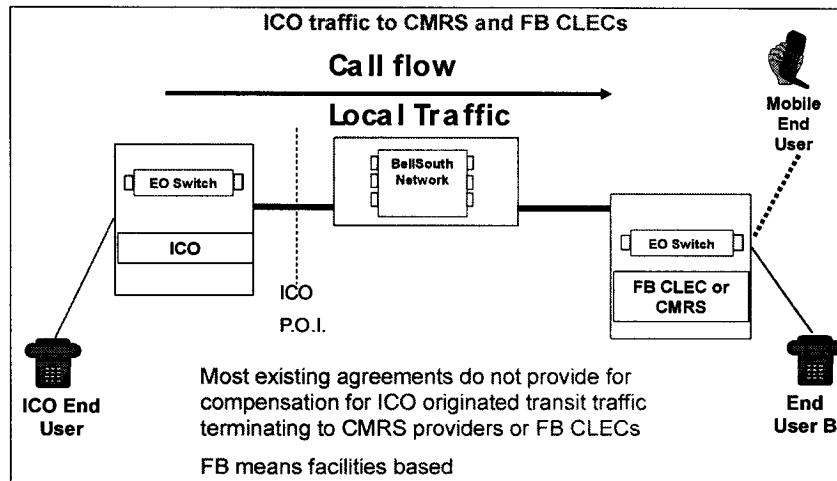 ICO traffic to CMRS and FB CLECs
Call flow
Local Traffic
Mobile
End
User
EO Switch
BellSouth
Network
ICO
EO Switch
FB CLEC or
CMRS
ICO
P.O.I.
ICO End
User
End
User B
Most existing agreements do not provide for
compensation for ICO originated transit traffic
terminating to CMRS providers or FB CLECs
FB means facilities based